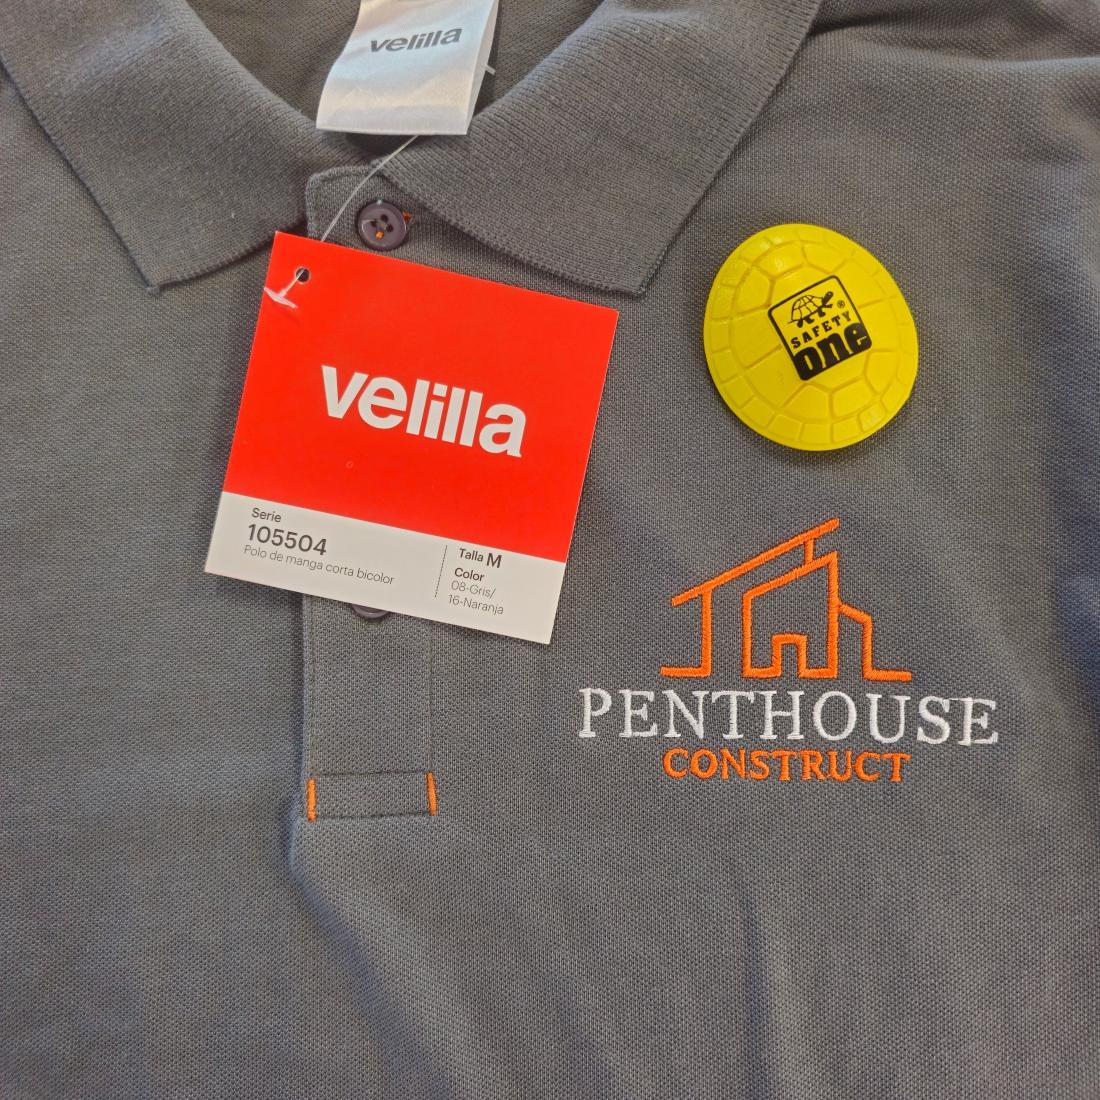 velilla
velilla
Serie
105504
Polo de manga corta bicolor
Talla M
Color
08-Gris/
16-Naranja
®
SAFETY
one
PENTHOUSE
CONSTRUCT